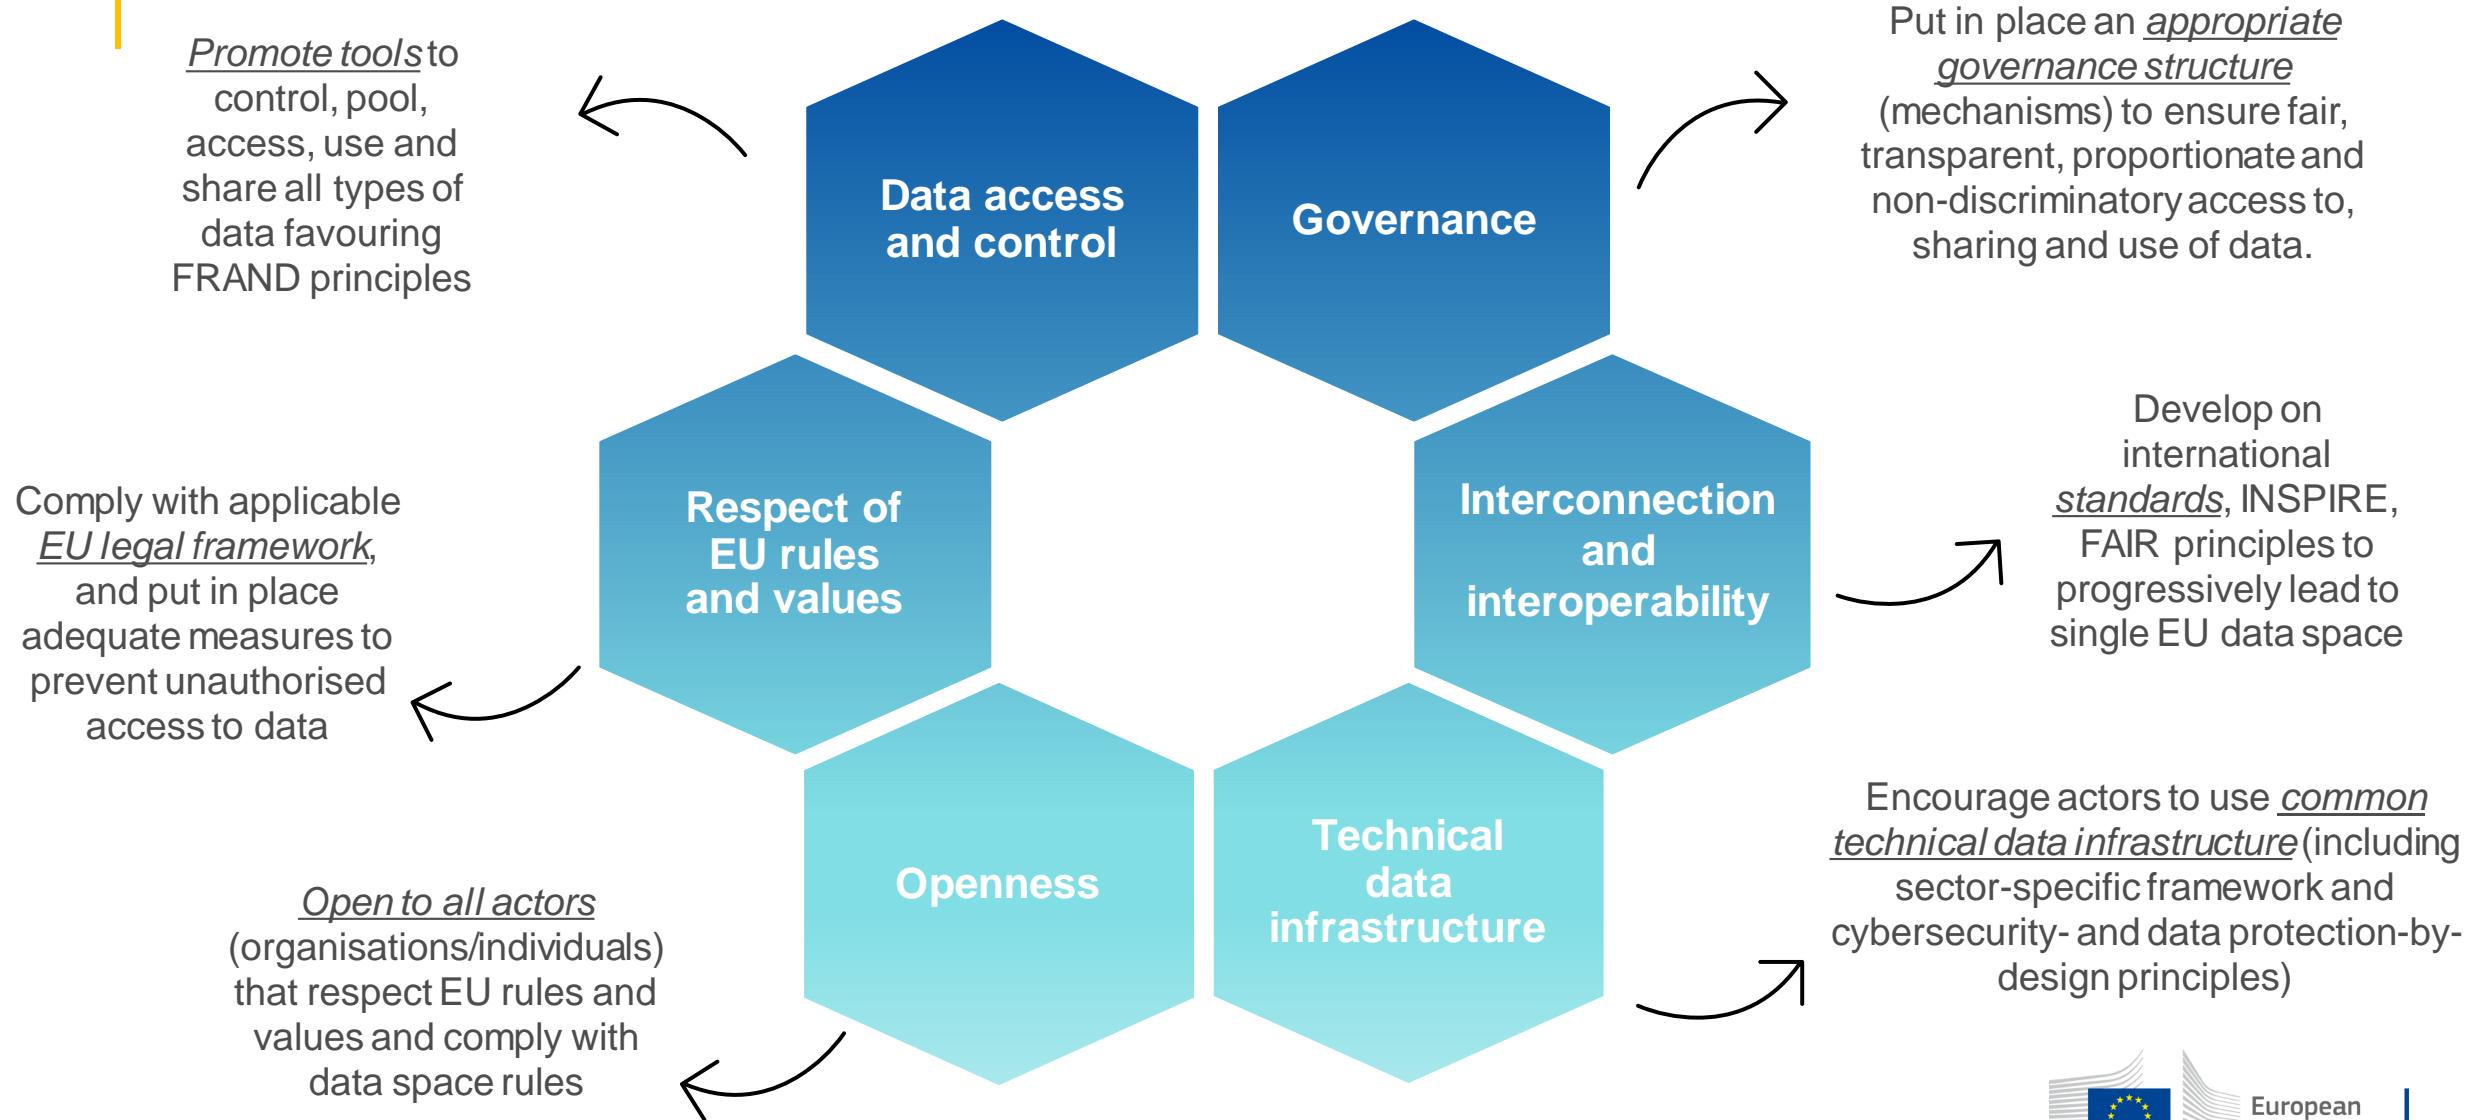 Promote tools to
control, pool,
access, use and
share all types of
data favouring
FRAND principles
Data access
and control
Governance
Put in place an appropriate
governance structure
(mechanisms) to ensure fair,
transparent, proportionate and
non-discriminatory access to,
sharing and use of data.
Comply with applicable
EU legal framework,
and put in place
adequate measures to
prevent unauthorised
access to data
Respect of
EU rules
and values
Interconnection
and
interoperability
Develop on
international
standards, INSPIRE,
FAIR principles to
progressively lead to
single EU data space
Open to all actors
(organisations/individuals)
that respect EU rules and
values and comply with
data space rules
Openness
Technical
data
infrastructure
Encourage actors to use common
technical data infrastructure (including
sector-specific framework and
cybersecurity- and data protection-by-
design principles)
European